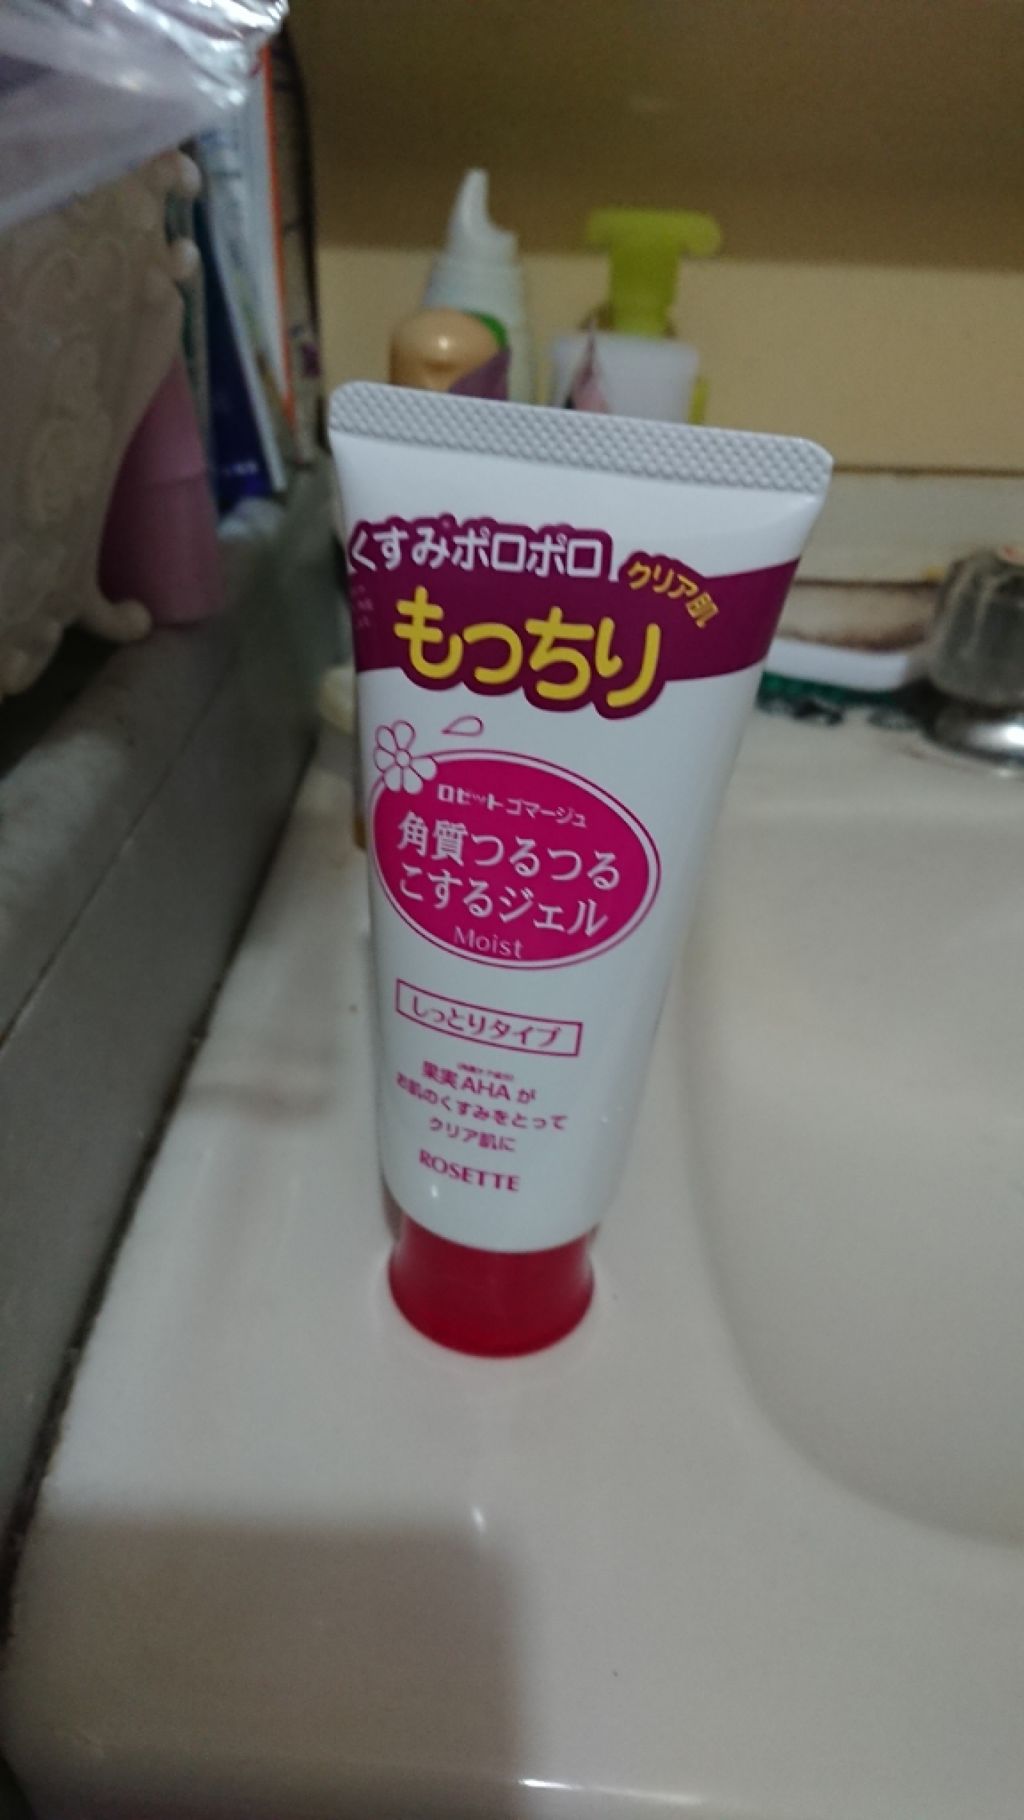 くすみポロポロ
クリア肌
もっちり
ロゼットゴマージュ
角質つるつる
こするジェル
Moist
しっとりタイプ
果実AHAが
お肌のくすみをとって
クリア肌に
ROSETTE